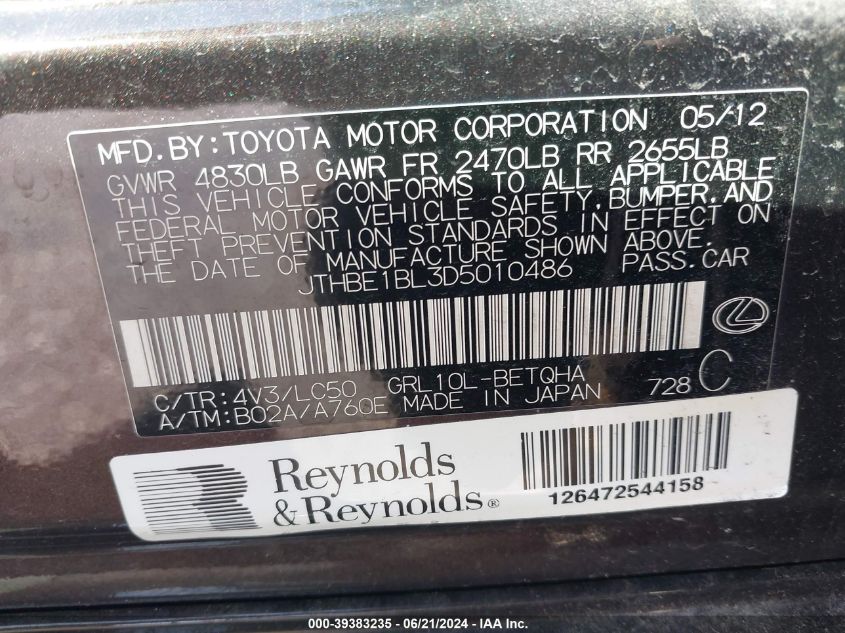 MFD. BY: TOYOTA MOTOR CORPORATION 05/12
GVWR 4830LB GAWR FR 2470LB RR 2655LB
THIS VEHICLE CONFORMS TO ALL APPLICABLE
FEDERAL MOTOR VEHICLE SAFETY, BUMPER, AND
THEFT PREVENTION STANDARDS IN EFFECT ON
THE DATE OF MANUFACTURE SHOWN ABOVE.
JTHBE1BL3D5010486 PASS. CAR
C/TR: 4V3/LC50 GRL10L-BETQHA 728 C
A/TM: B02A/A760E MADE IN JAPAN
Reynolds
& Reynolds®
126472544158
000-39383235 - 06/21/2024 - IAA Inc.